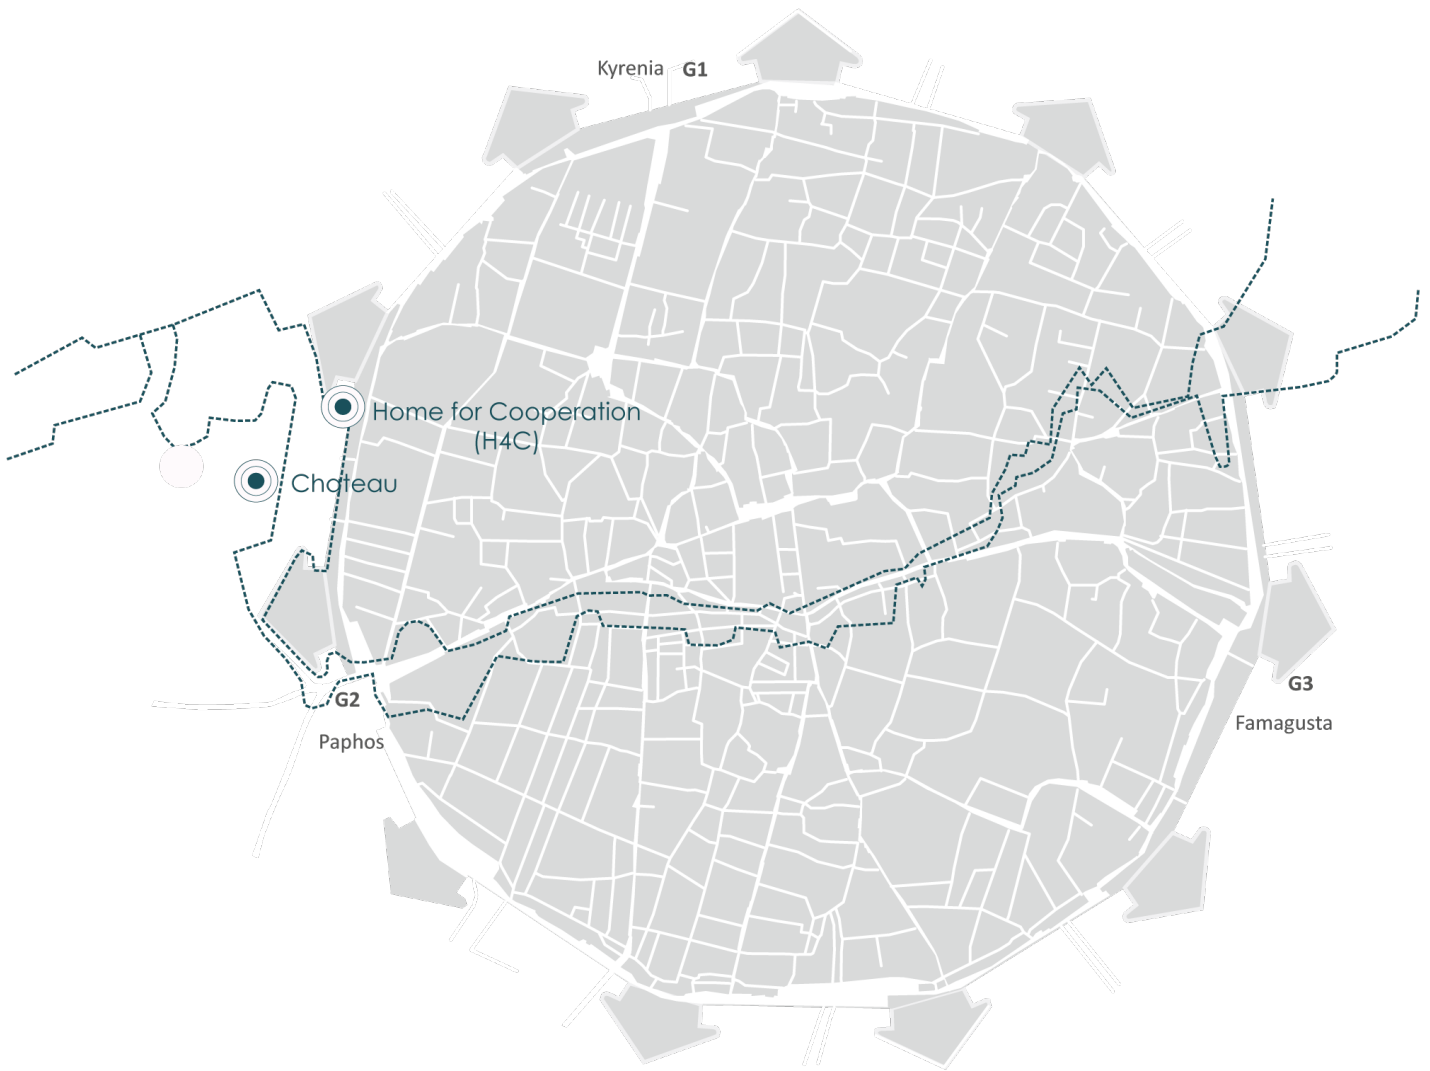 Kyrenia G1
Home for Cooperation
(H4C)
Chateau
G2
Paphos
G3
Famagusta